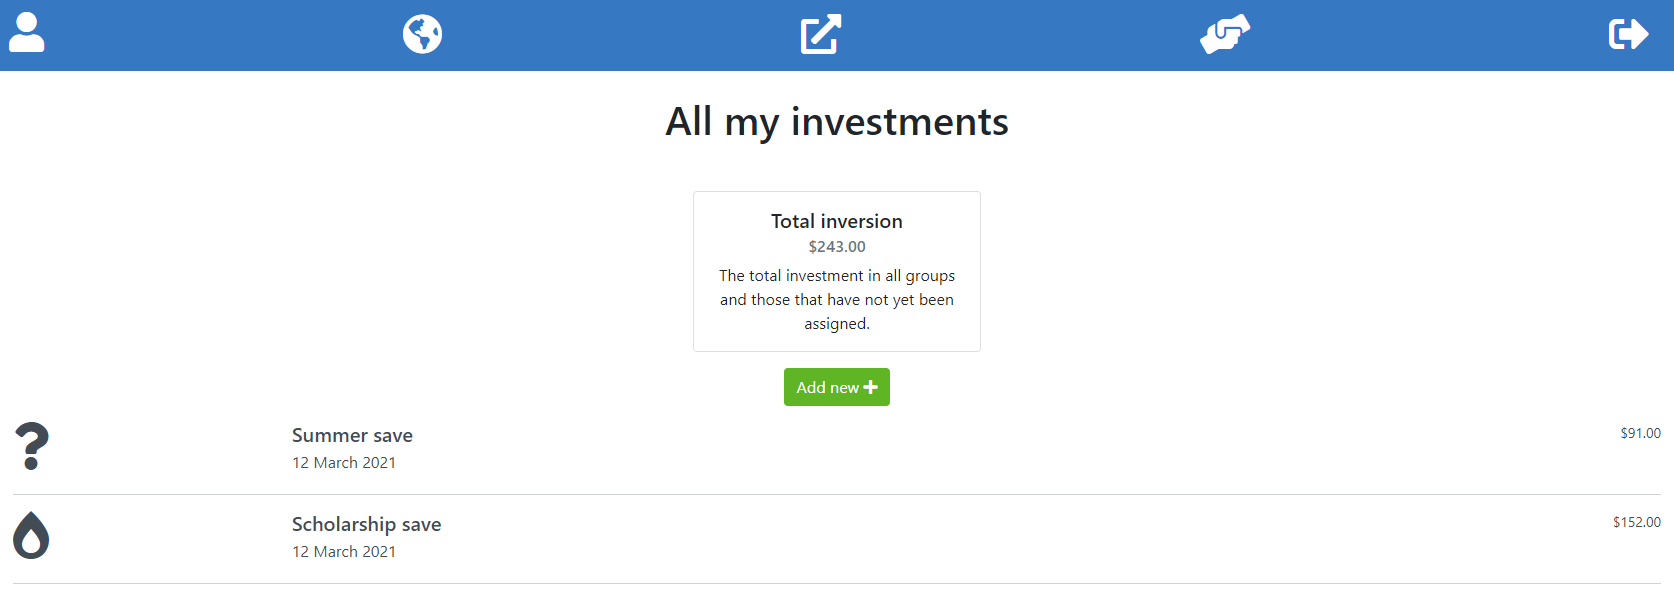 All my investments
Total inversion
$243.00
The total investment in all groups
and those that have not yet been
assigned.
Add new
Summer save
$91.00
12 March 2021
Scholarship save
$152.00
12 March 2021